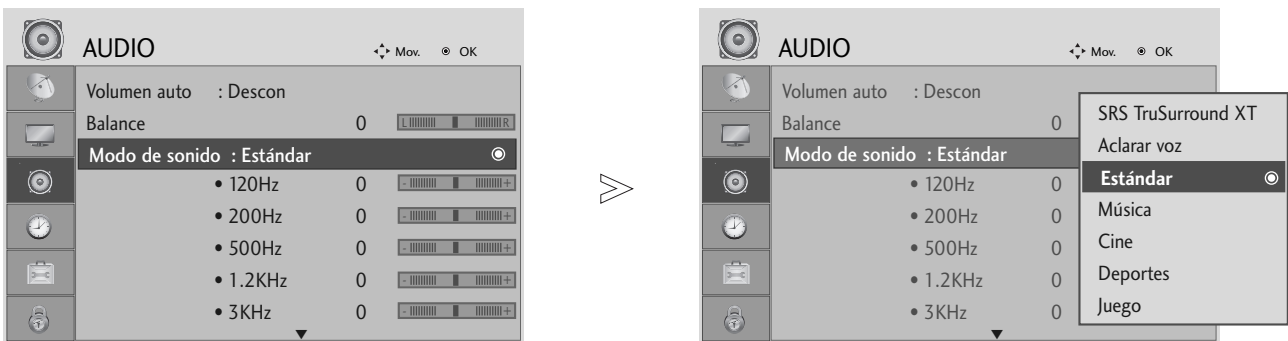 AUDIO
Mov. OK
Volumen auto : Descon
Balance 0 L R
Modo de sonido : Estándar
• 120Hz 0 - +
• 200Hz 0 - +
• 500Hz 0 - +
• 1.2KHz 0 - +
• 3KHz 0 - +
AUDIO
Mov. OK
Volumen auto : Descon
Balance 0
Modo de sonido : Estándar
• 120Hz 0
• 200Hz 0
• 500Hz 0
• 1.2KHz 0
• 3KHz 0
SRS TruSurround XT
Aclarar voz
Estándar
Música
Cine
Deportes
Juego